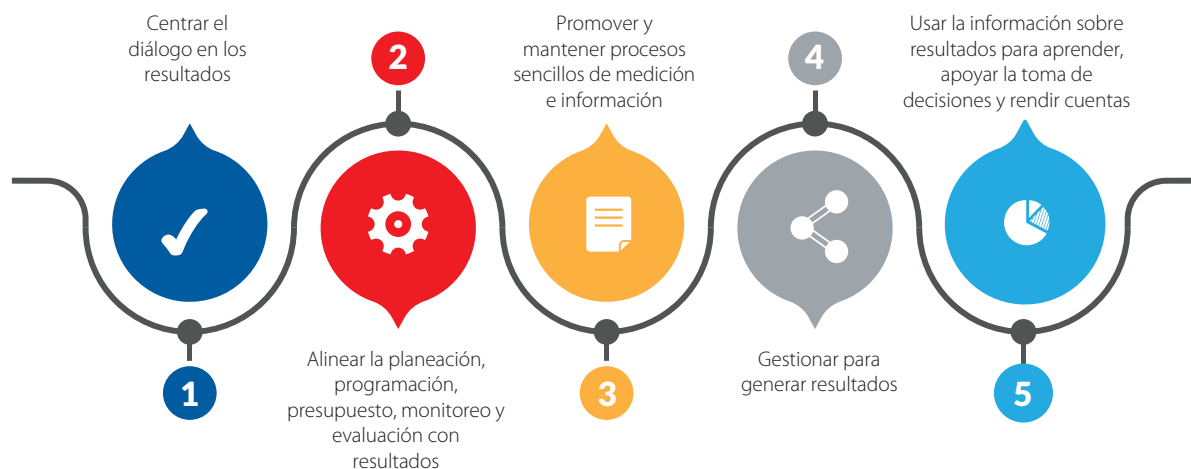 Centrar el
diálogo en los
resultados
1
2
Alinear la planeación,
programación,
presupuesto, monitoreo y
evaluación con
resultados
Promover y
mantener procesos
sencillos de medición
e información
3
4
Gestionar para
generar resultados
Usar la información sobre
resultados para aprender,
apoyar la toma de
decisiones y rendir cuentas
5